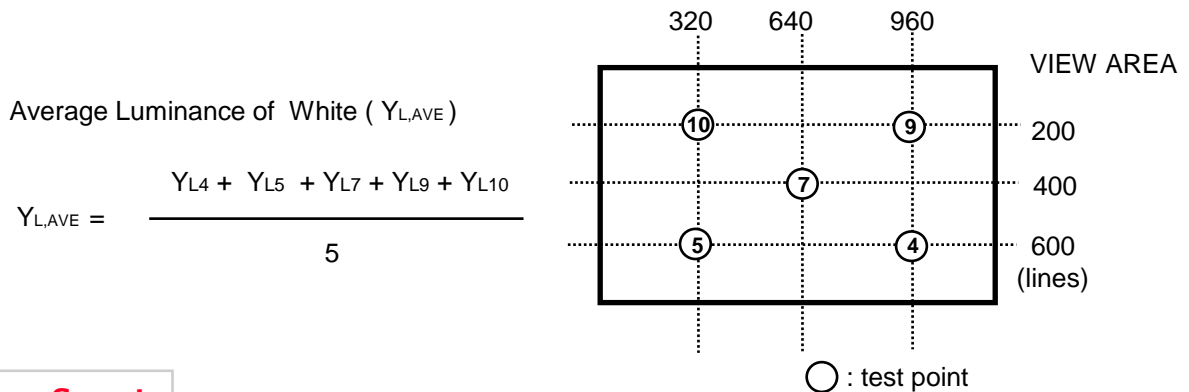 320 640 960
VIEW AREA
Average Luminance of White ( YL,AVE )
10 9 200
YL4 + YL5 + YL7 + YL9 + YL10
7 400
YL,AVE =
5
5 4 600
(lines)
: test point